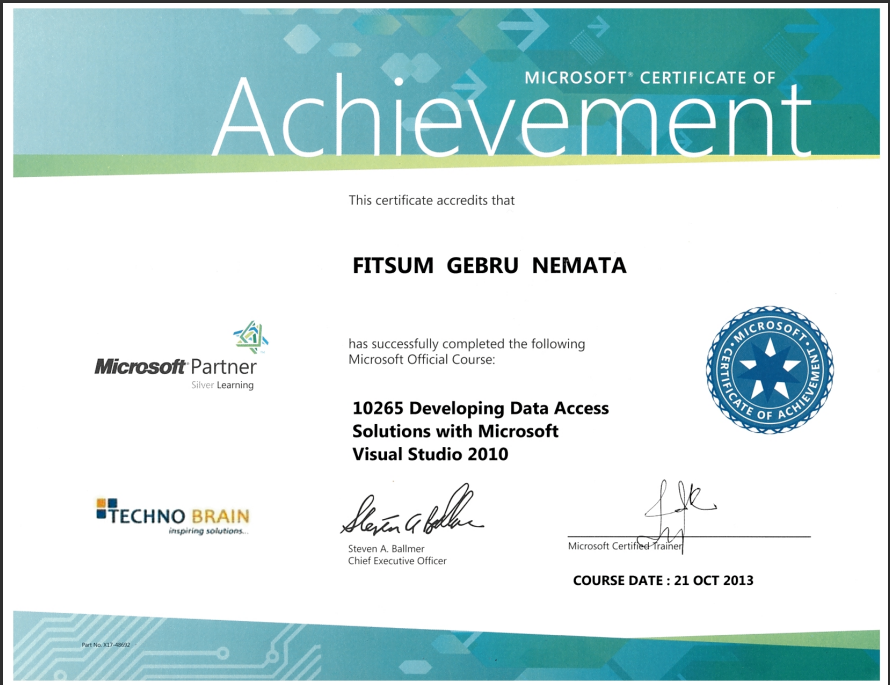 MICROSOFT® CERTIFICATE OF
Achievement
This certificate accredits that
FITSUM GEBRU NEMATA
has successfully completed the following
Microsoft Official Course:
10265 Developing Data Access
Solutions with Microsoft
Visual Studio 2010
Microsoft Partner
Silver Learning
MICROSOFT · CERTIFICATE OF ACHIEVEMENT ·
TECHNO BRAIN
inspiring solutions...
Steven A Ballmer
Steven A. Ballmer
Chief Executive Officer
Microsoft Certified Trainer
COURSE DATE : 21 OCT 2013
Part No. X17-48692